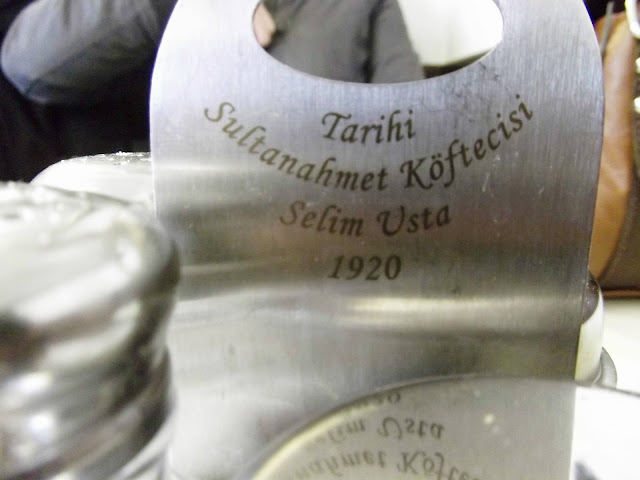 Tarihi
Sultanahmet Köftecisi
Selim Usta
1920